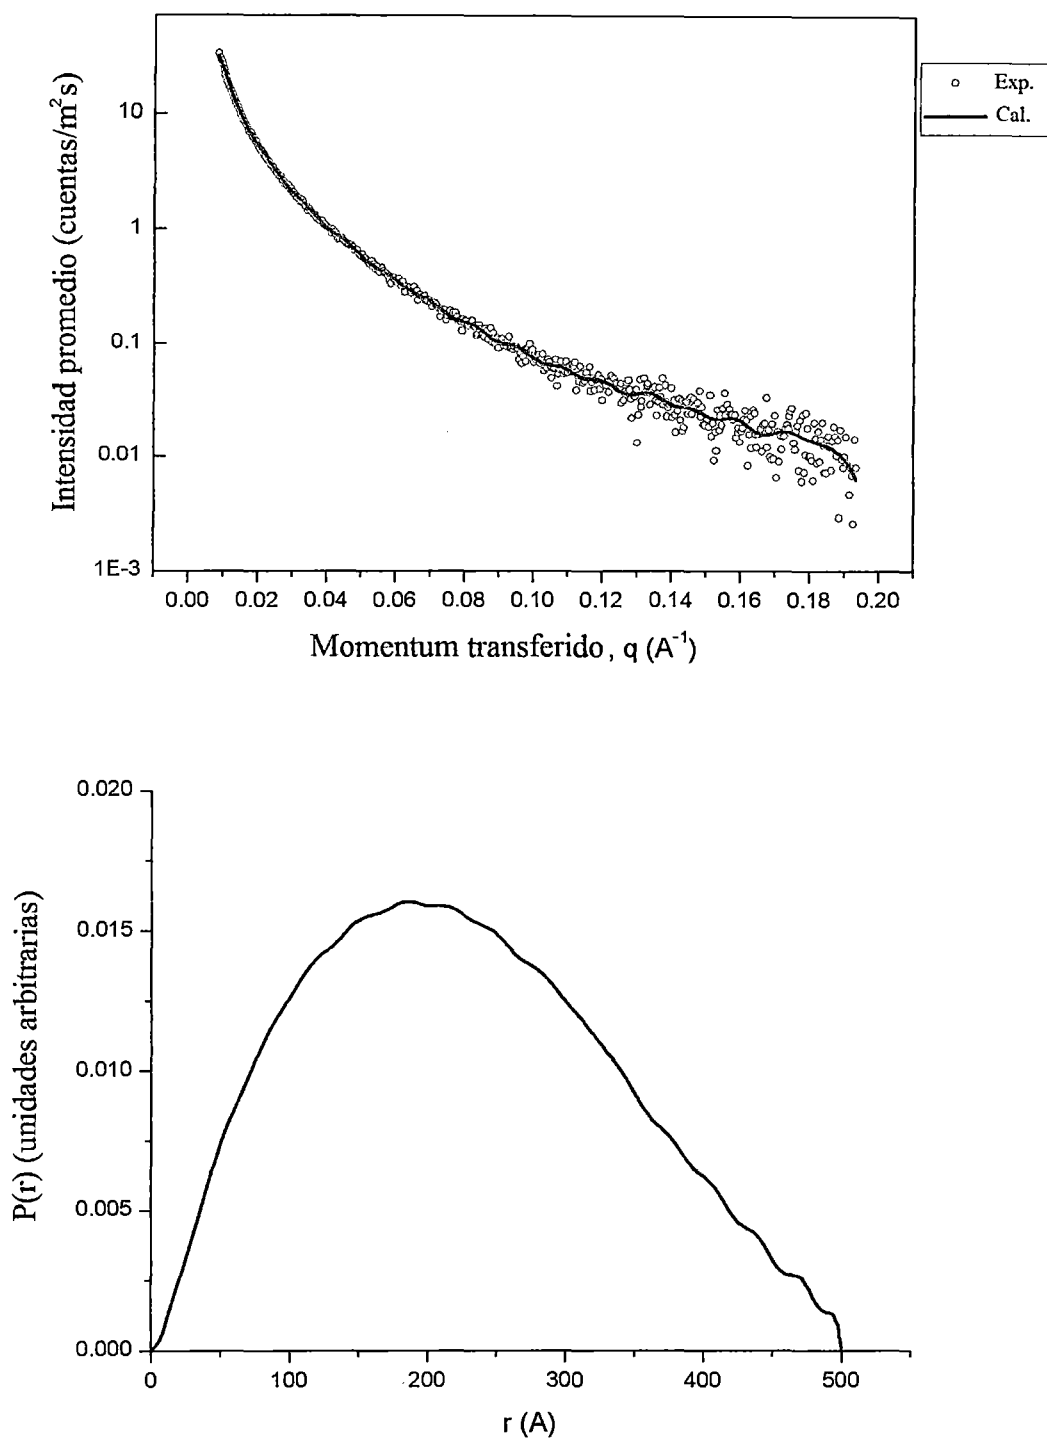 Intensidad promedio (cuentas/m²s)
10
1
0.1
0.01
1E-3
0.00 0.02 0.04 0.06 0.08 0.10 0.12 0.14 0.16 0.18 0.20
Momentum transferido, q (A⁻¹)
Exp.
Cal.
P(r) (unidades arbitrarias)
0.020
0.015
0.010
0.005
0.000
0 100 200 300 400 500
r (A)